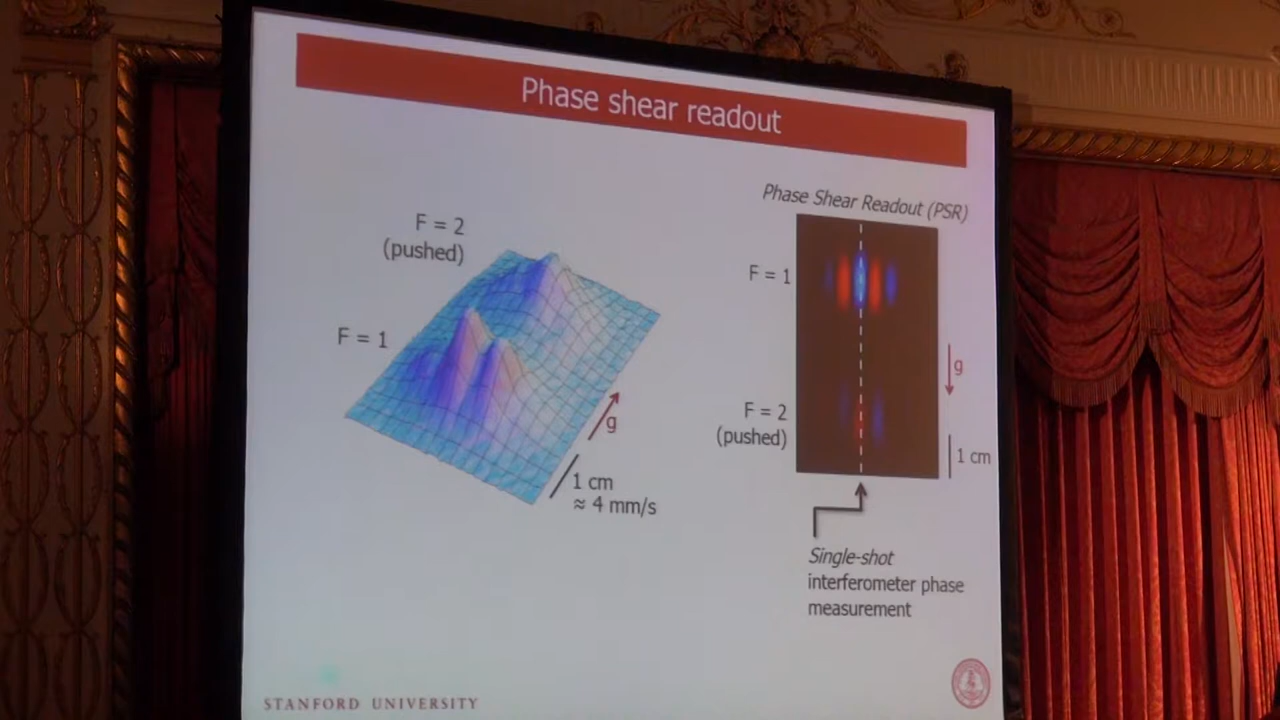 Phase shear readout
F = 2
(pushed)
F = 1
g
1 cm
≈ 4 mm/s
Phase Shear Readout (PSR)
F = 1
g
F = 2
(pushed)
1 cm
Single-shot
interferometer phase
measurement
STANFORD UNIVERSITY